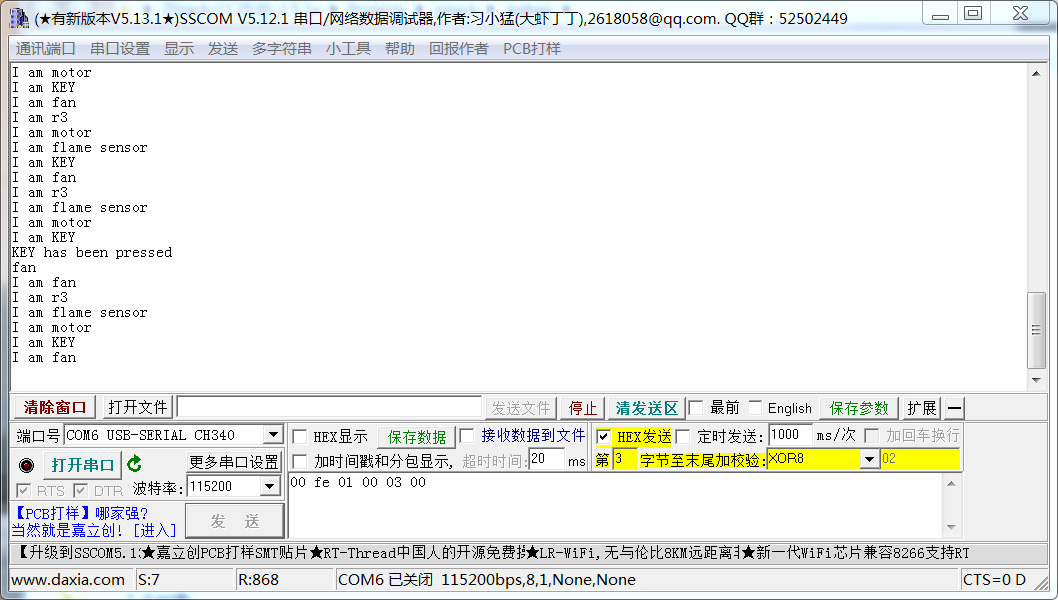 (★有新版本V5.13.1★)SSCOM V5.12.1 串口/网络数据调试器,作者:习小猛(大虾丁丁),2618058@qq.com. QQ群：52502449
通讯端口 串口设置 显示 发送 多字符串 小工具 帮助 回报作者 PCB打样
I am motor
I am KEY
I am fan
I am r3
I am motor
I am flame sensor
I am KEY
I am fan
I am r3
I am flame sensor
I am motor
I am KEY
KEY has been pressed
fan
I am fan
I am r3
I am flame sensor
I am motor
I am KEY
I am fan
清除窗口 打开文件 发送文件 停止 清发送区 最前 English 保存参数 扩展 —
端口号 COM6 USB-SERIAL CH340 HEX显示 保存数据 接收数据到文件 HEX发送 定时发送: 1000 ms/次 加回车换行
打开串口 更多串口设置 加时间戳和分包显示, 超时时间: 20 ms 第 3 字节至末尾加校验: XOR8 02
RTS DTR 波特率: 115200 00 fe 01 00 03 00
【PCB打样】哪家强?
当然就是嘉立创! [进入] 发 送
【升级到SSCOM5.13★嘉立创PCB打样SMT贴片★RT-Thread中国人的开源免费操★LR-WiFi,无与伦比8KM远距离非★新一代WiFi芯片兼容8266支持RT
www.daxia.com S:7 R:868 COM6 已关闭 115200bps,8,1,None,None CTS=0 D